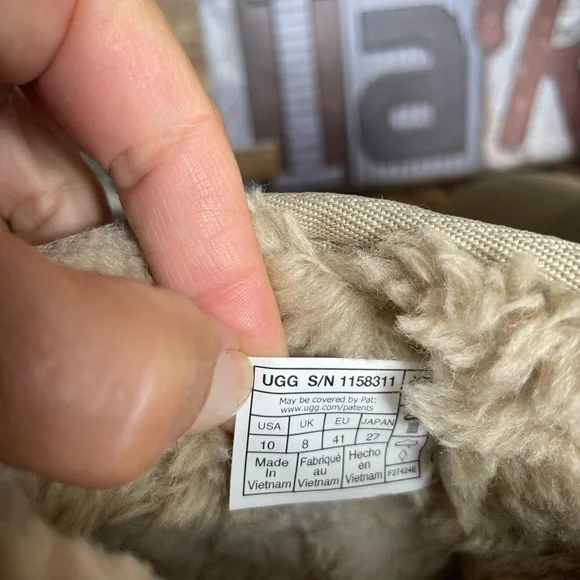 UGG S/N 1158311
May be covered by Pat:
www.ugg.com/patents
USA UK EU JAPAN
10 8 41 27
Made In Vietnam
Fabriqué au Vietnam
Hecho en Vietnam
F27424E